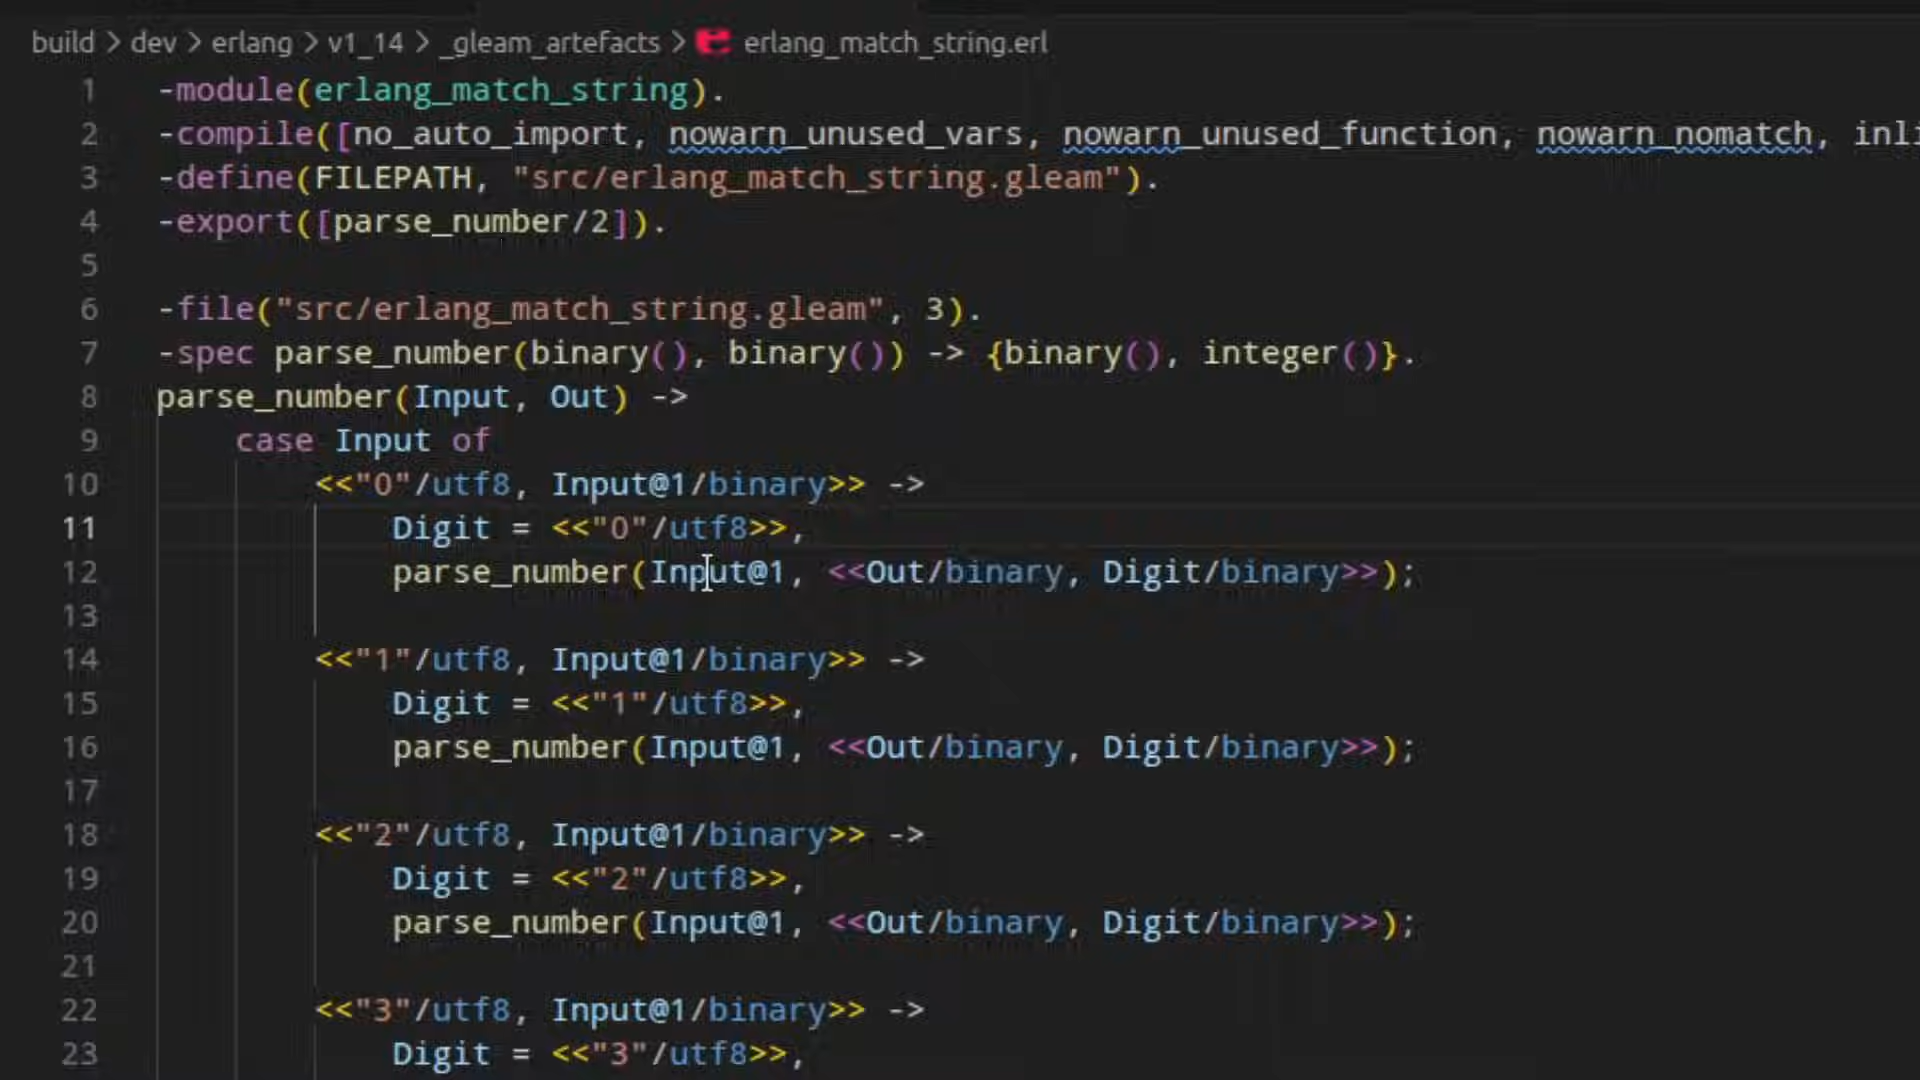 build > dev > erlang > v1_14 > _gleam_artefacts > erlang_match_string.erl
1 -module(erlang_match_string).
2 -compile([no_auto_import, nowarn_unused_vars, nowarn_unused_function, nowarn_nomatch, inli
3 -define(FILEPATH, "src/erlang_match_string.gleam").
4 -export([parse_number/2]).
5
6 -file("src/erlang_match_string.gleam", 3).
7 -spec parse_number(binary(), binary()) -> {binary(), integer()}.
8 parse_number(Input, Out) ->
9 case Input of
10 <<"0"/utf8, Input@1/binary>> ->
11 Digit = <<"0"/utf8>>,
12 parse_number(Input@1, <<Out/binary, Digit/binary>>);
13
14 <<"1"/utf8, Input@1/binary>> ->
15 Digit = <<"1"/utf8>>,
16 parse_number(Input@1, <<Out/binary, Digit/binary>>);
17
18 <<"2"/utf8, Input@1/binary>> ->
19 Digit = <<"2"/utf8>>,
20 parse_number(Input@1, <<Out/binary, Digit/binary>>);
21
22 <<"3"/utf8, Input@1/binary>> ->
23 Digit = <<"3"/utf8>>,